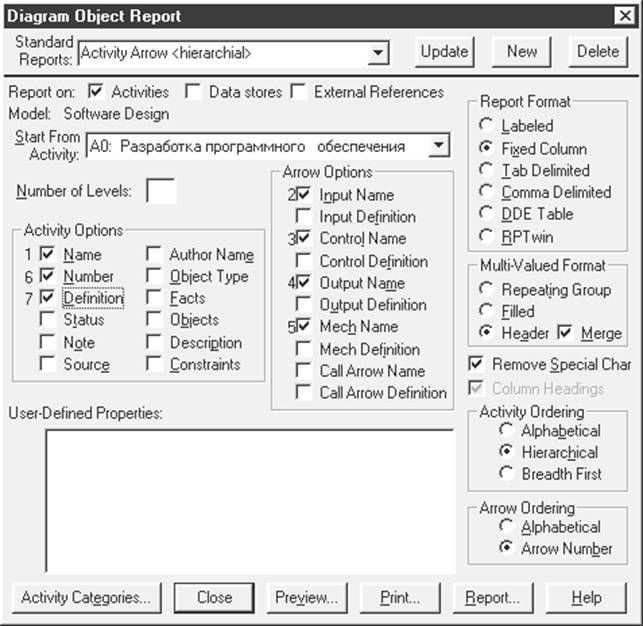 Diagram Object Report
Standard Reports: Activity Arrow <hierarchial> Update New Delete
Report on: Activities Data stores External References
Model: Software Design
Start From Activity: A0: Разработка программного обеспечения
Number of Levels:
Activity Options
1 Name
6 Number
7 Definition
Status
Note
Source
Author Name
Object Type
Facts
Objects
Description
Constraints
Arrow Options
2 Input Name
Input Definition
3 Control Name
Control Definition
4 Output Name
Output Definition
5 Mech Name
Mech Definition
Call Arrow Name
Call Arrow Definition
Report Format
Labeled
Fixed Column
Tab Delimited
Comma Delimited
DDE Table
RPTwin
Multi-Valued Format
Repeating Group
Filled
Header Merge
Remove Special Char
Column Headings
Activity Ordering
Alphabetical
Hierarchical
Breadth First
Arrow Ordering
Alphabetical
Arrow Number
User-Defined Properties:
Activity Categories... Close Preview... Print... Report... Help